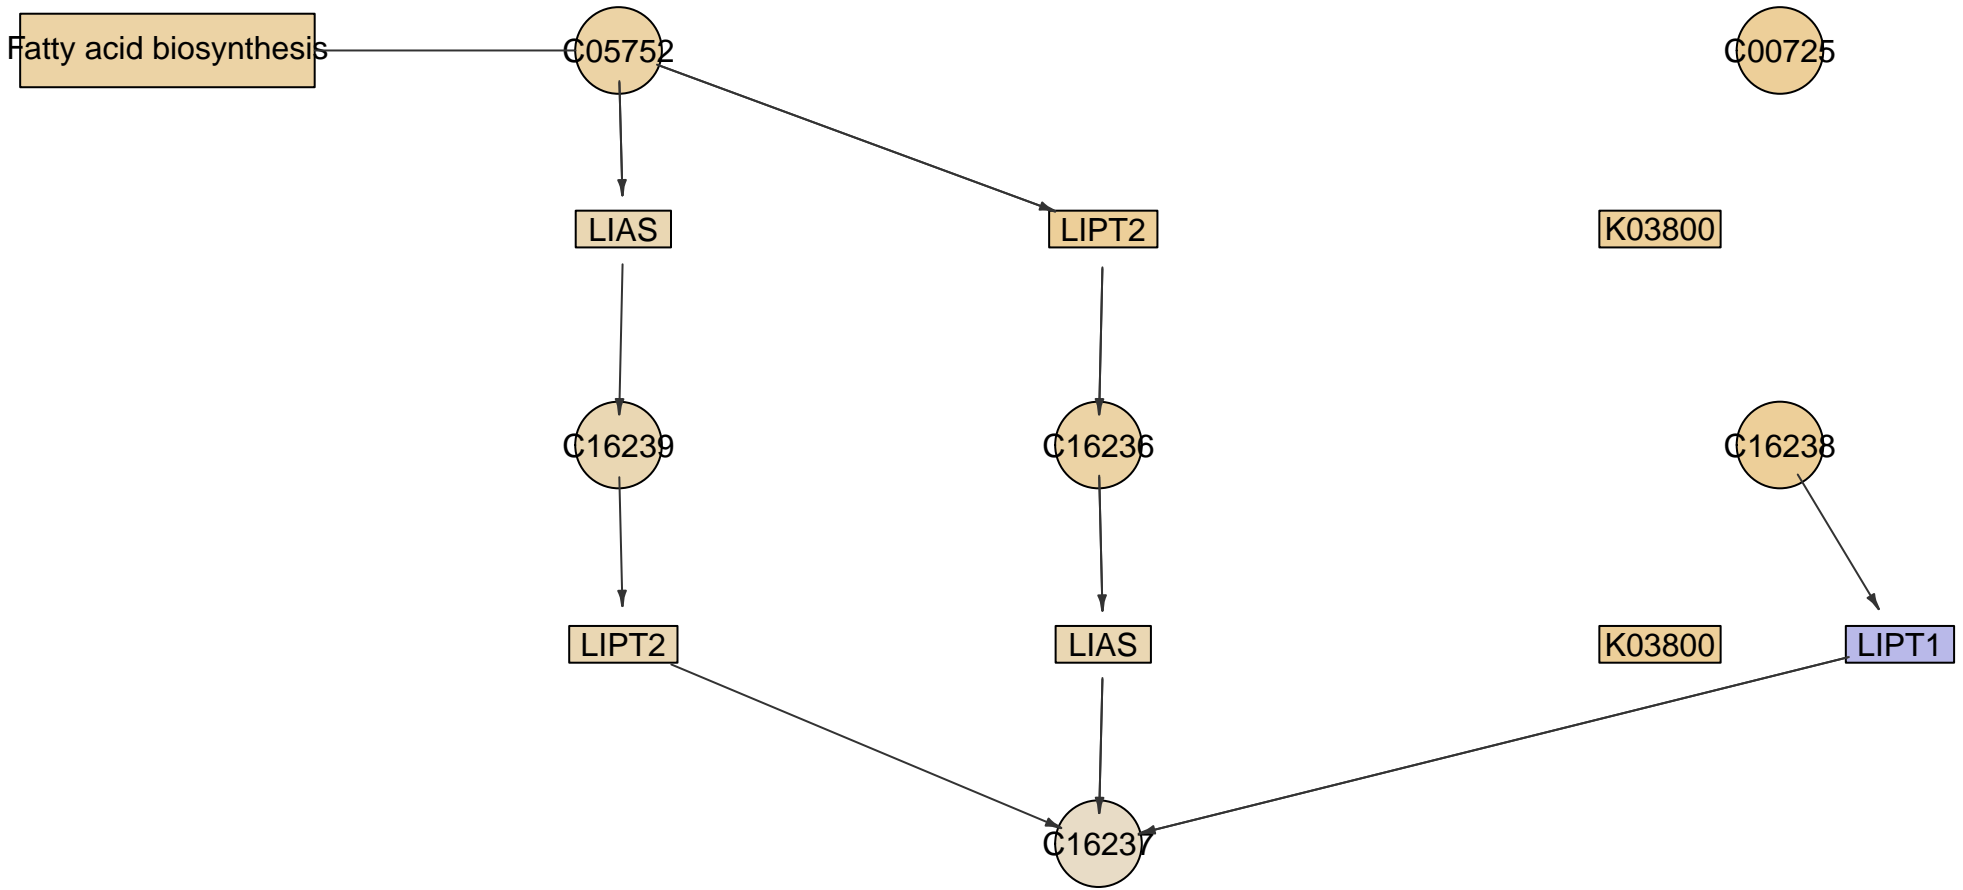 Fatty acid biosynthesis
C05752
C00725
LIAS
LIPT2
K03800
C16239
C16236
C16238
LIPT2
LIAS
K03800
LIPT1
C16237